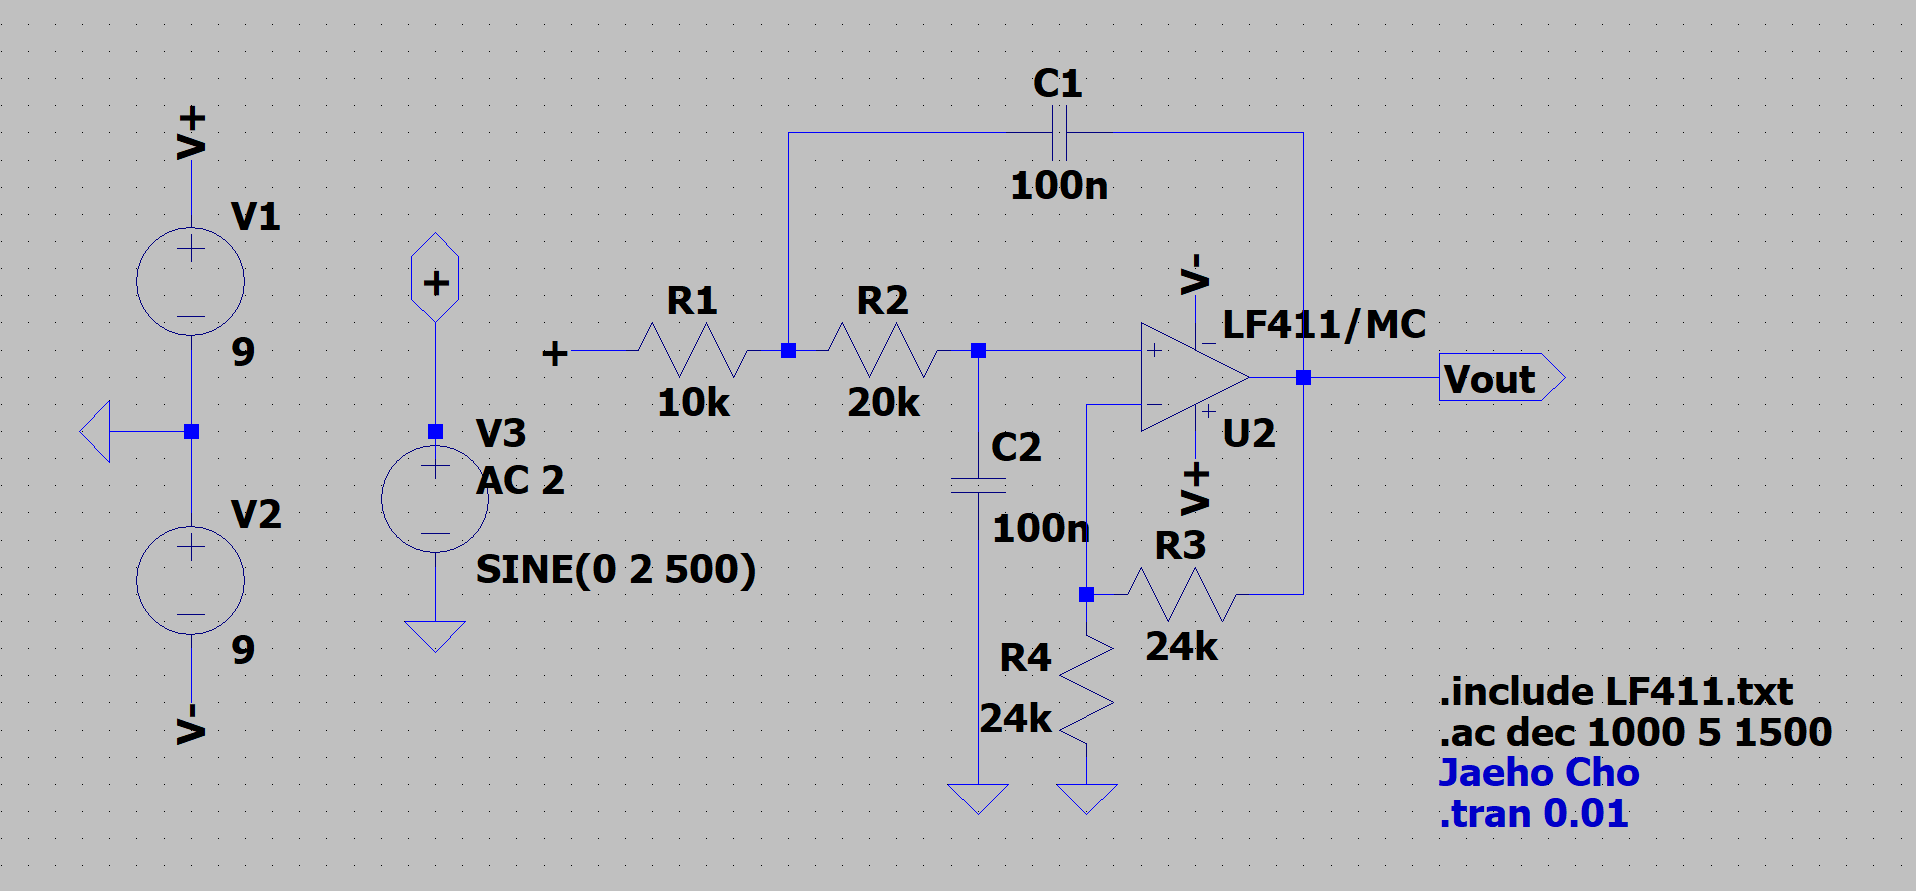 V+
V1
9
V2
9
V-
+
V3
AC 2
SINE(0 2 500)
+
R1
10k
R2
20k
C1
100n
C2
100n
V-
LF411/MC
U2
V+
Vout
R3
24k
R4
24k
.include LF411.txt
.ac dec 1000 5 1500
Jaeho Cho
.tran 0.01